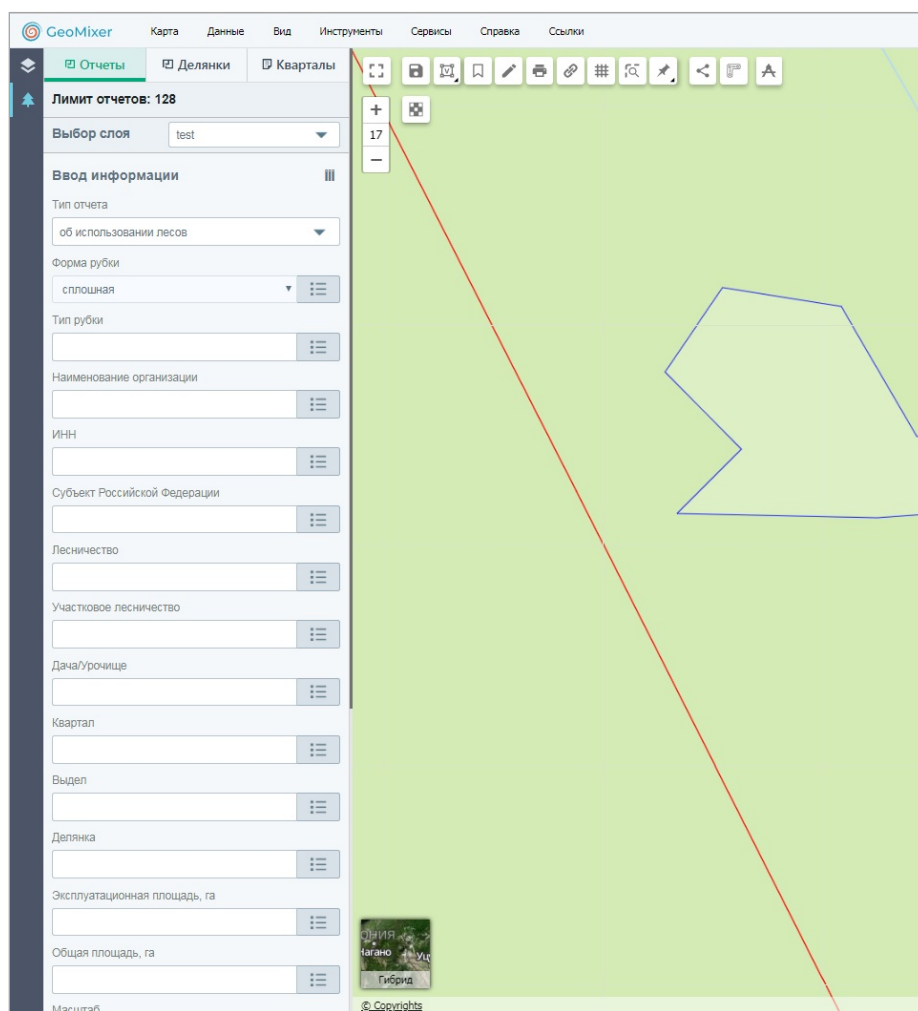 GeoMixer Карта Данные Вид Инструменты Сервисы Справка Ссылки
Отчеты Делянки Кварталы
Лимит отчетов: 128
Выбор слоя test
Ввод информации
Тип отчета
об использовании лесов
Форма рубки
сплошная
Тип рубки
Наименование организации
ИНН
Субъект Российской Федерации
Лесничество
Участковое лесничество
Дача/Урочище
Квартал
Выдел
Делянка
Эксплуатационная площадь, га
Общая площадь, га
Масштаб
+
17
−
Нагано
Гибрид
© Copyrights